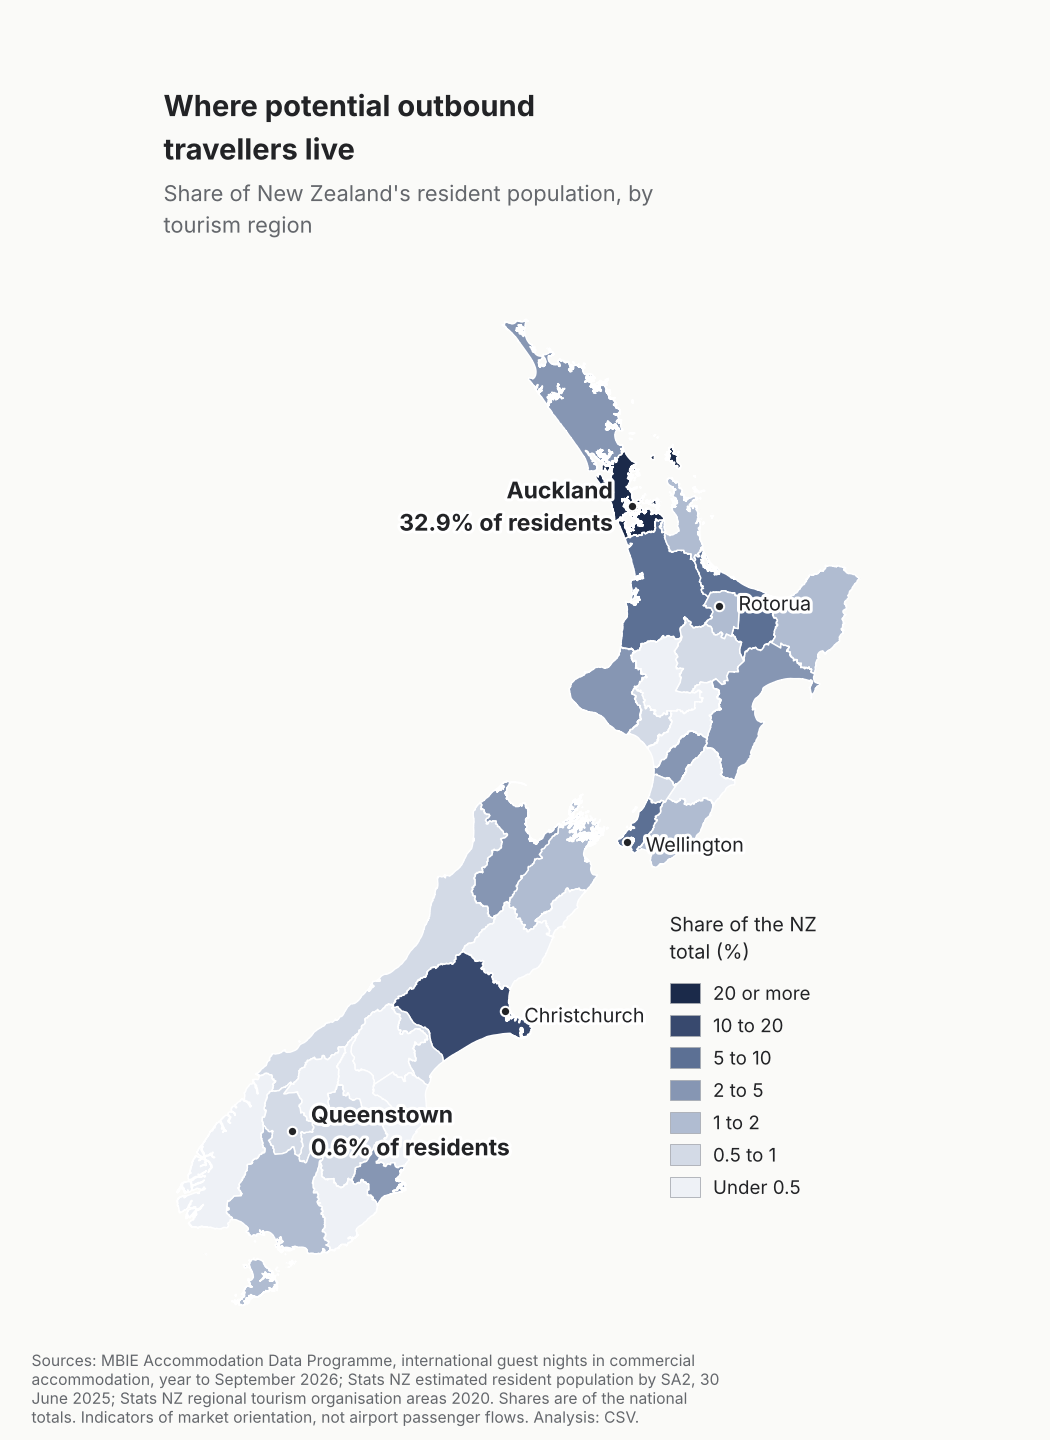 Where potential outbound
travellers live
Share of New Zealand's resident population, by
tourism region
Auckland
32.9% of residents
Rotorua
Wellington
Share of the NZ
total (%)
20 or more
10 to 20
5 to 10
2 to 5
1 to 2
0.5 to 1
Under 0.5
Christchurch
Queenstown
0.6% of residents
Sources: MBIE Accommodation Data Programme, international guest nights in commercial
accommodation, year to September 2026; Stats NZ estimated resident population by SA2, 30
June 2025; Stats NZ regional tourism organisation areas 2020. Shares are of the national
totals. Indicators of market orientation, not airport passenger flows. Analysis: CSV.